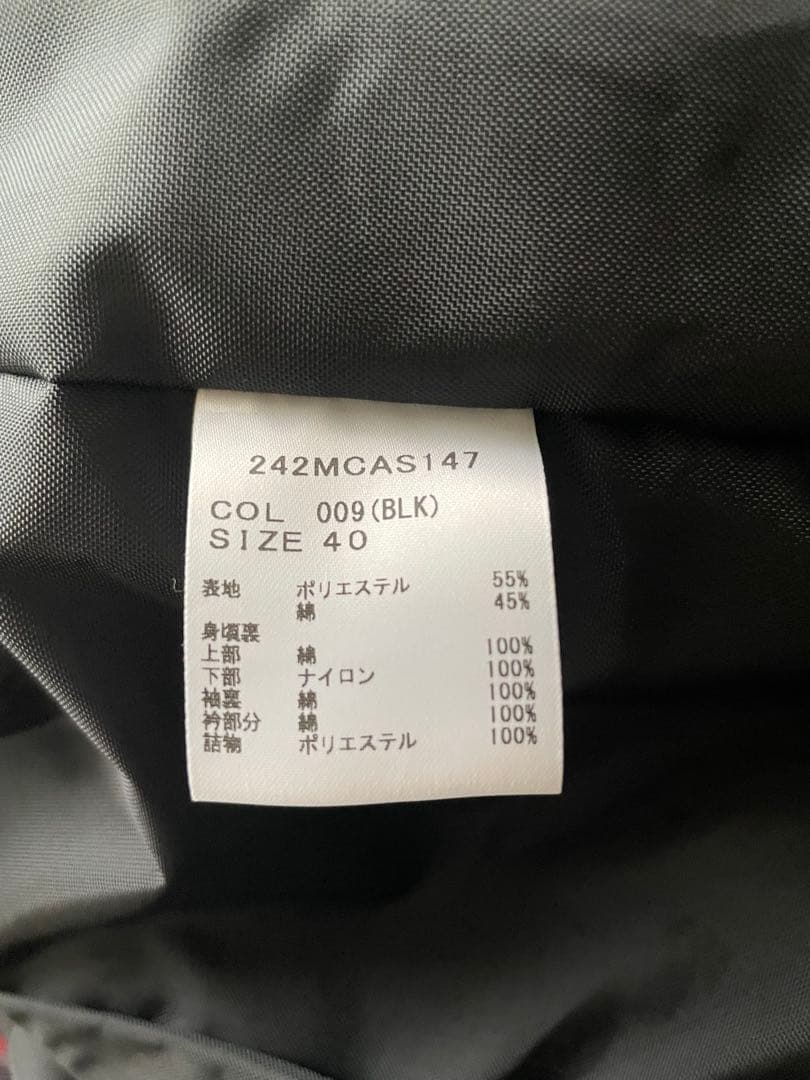 242MCAS147
COL 009(BLK)
SIZE 40
表地 ポリエステル 55%
綿 45%
身頃裏
上部 綿 100%
下部 ナイロン 100%
袖裏 綿 100%
衿部分 綿 100%
詰物 ポリエステル 100%